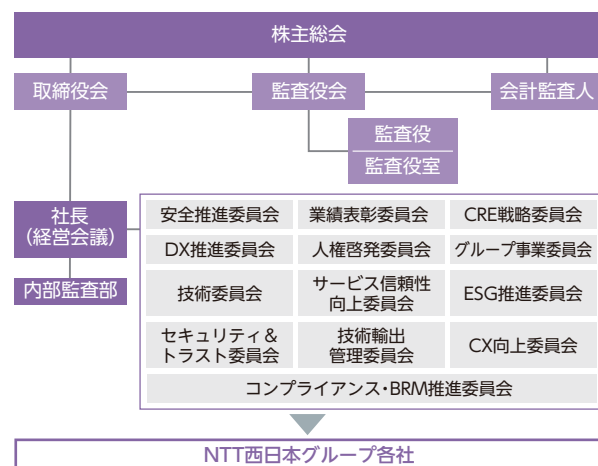 株主総会
取締役会
監査役会
会計監査人
監査役
監査役室
社長
(経営会議)
内部監査部
安全推進委員会
業績表彰委員会
CRE戦略委員会
DX推進委員会
人権啓発委員会
グループ事業委員会
技術委員会
サービス信頼性
向上委員会
ESG推進委員会
セキュリティ&
トラスト委員会
技術輸出
管理委員会
CX向上委員会
コンプライアンス・BRM推進委員会
NTT西日本グループ各社